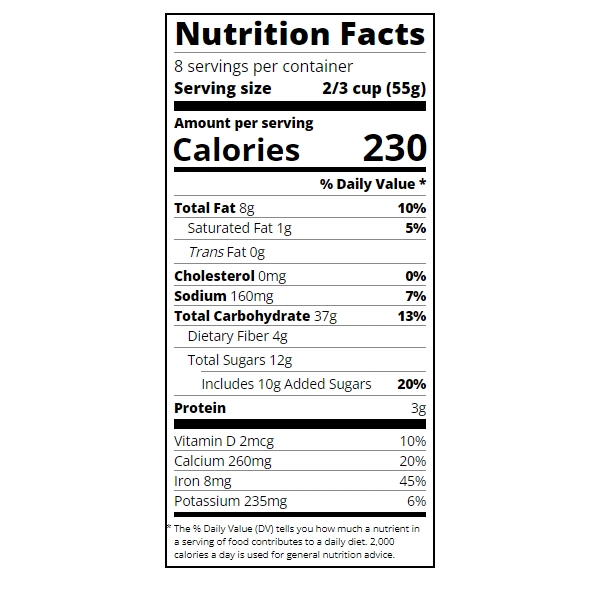 Nutrition Facts
8 servings per container
Serving size 2/3 cup (55g)
Amount per serving
Calories 230
% Daily Value *
Total Fat 8g 10%
Saturated Fat 1g 5%
Trans Fat 0g
Cholesterol 0mg 0%
Sodium 160mg 7%
Total Carbohydrate 37g 13%
Dietary Fiber 4g
Total Sugars 12g
Includes 10g Added Sugars 20%
Protein 3g
Vitamin D 2mcg 10%
Calcium 260mg 20%
Iron 8mg 45%
Potassium 235mg 6%
* The % Daily Value (DV) tells you how much a nutrient in
a serving of food contributes to a daily diet. 2,000
calories a day is used for general nutrition advice.